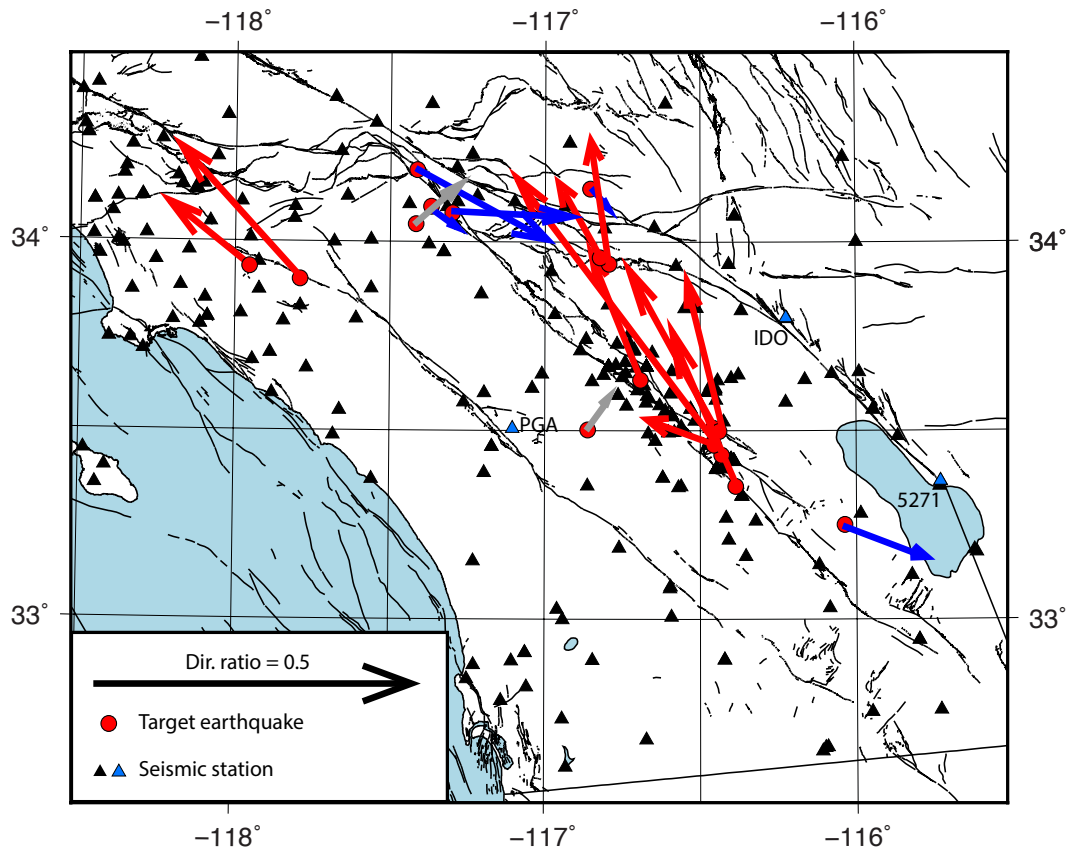 −118˚ −117˚ −116˚
34˚ 34˚
IDO
PGA
5271
33˚ 33˚
Dir. ratio = 0.5
Target earthquake
Seismic station
−118˚ −117˚ −116˚